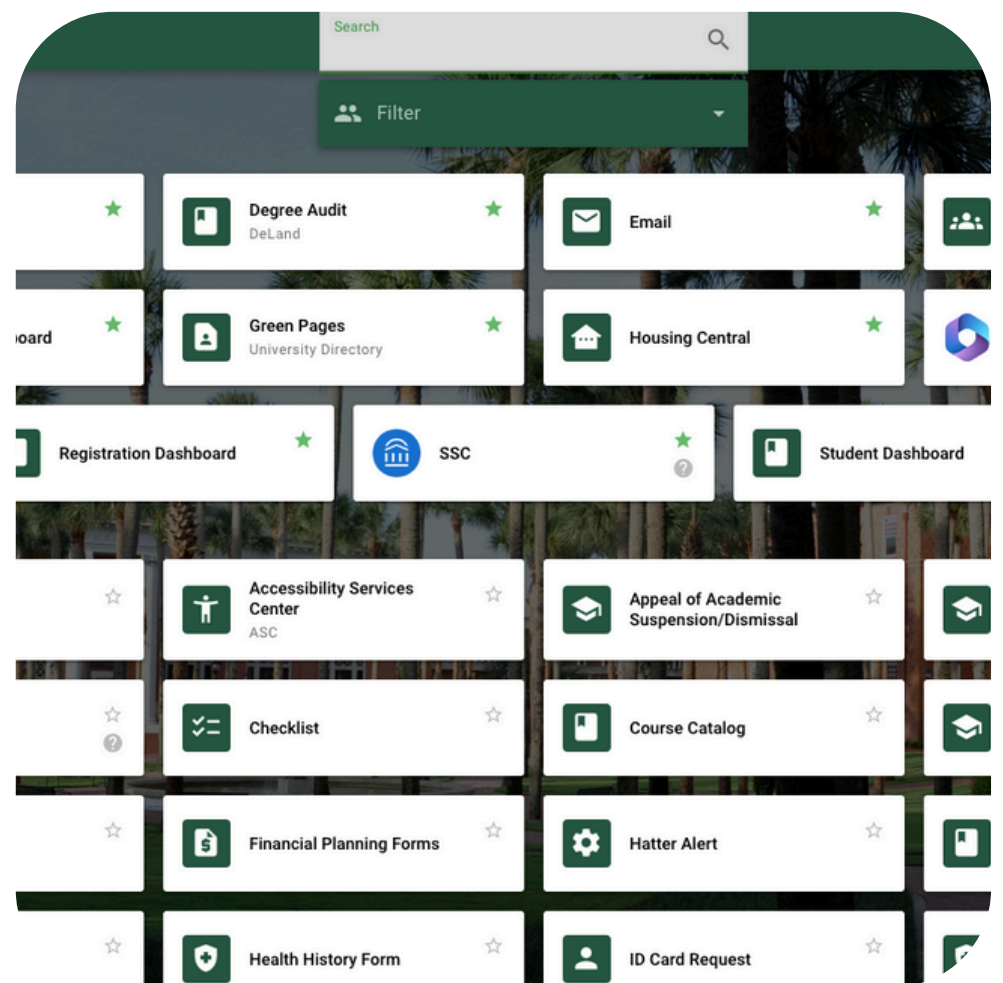 Search
Filter
Degree Audit
DeLand
Email
Green Pages
University Directory
Housing Central
Registration Dashboard
SSC
Student Dashboard
Accessibility Services
Center
ASC
Appeal of Academic
Suspension/Dismissal
Checklist
Course Catalog
Financial Planning Forms
Hatter Alert
Health History Form
ID Card Request